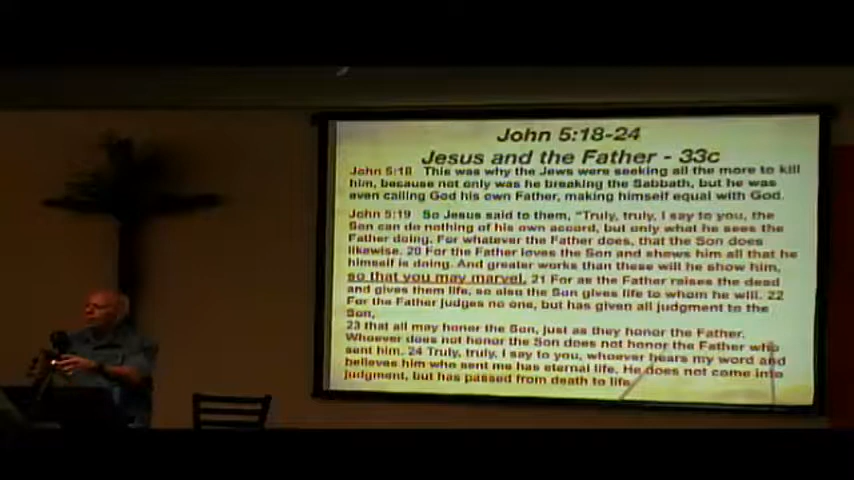 John 5:18-24
Jesus and the Father - 33c
John 5:18 This was why the Jews were seeking all the more to kill
him, because not only was he breaking the Sabbath, but he was
even calling God his own Father, making himself equal with God.
John 5:19 So Jesus said to them, "Truly, truly, I say to you, the
Son can do nothing of his own accord, but only what he sees the
Father doing. For whatever the Father does, that the Son does
likewise. 20 For the Father loves the Son and shows him all that he
himself is doing. And greater works than these will he show him,
so that you may marvel. 21 For as the Father raises the dead
and gives them life, so also the Son gives life to whom he will. 22
For the Father judges no one, but has given all judgment to the
Son,
23 that all may honor the Son, just as they honor the Father.
Whoever does not honor the Son does not honor the Father who
sent him. 24 Truly, truly, I say to you, whoever hears my word and
believes him who sent me has eternal life. He does not come into
judgment, but has passed from death to life.